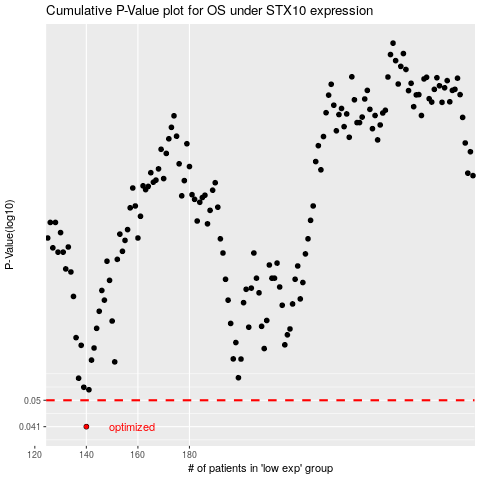 Cumulative P-Value plot for OS under STX10 expression
P-Value(log10)
0.05
0.041
optimized
120 140 160 180
# of patients in 'low exp' group